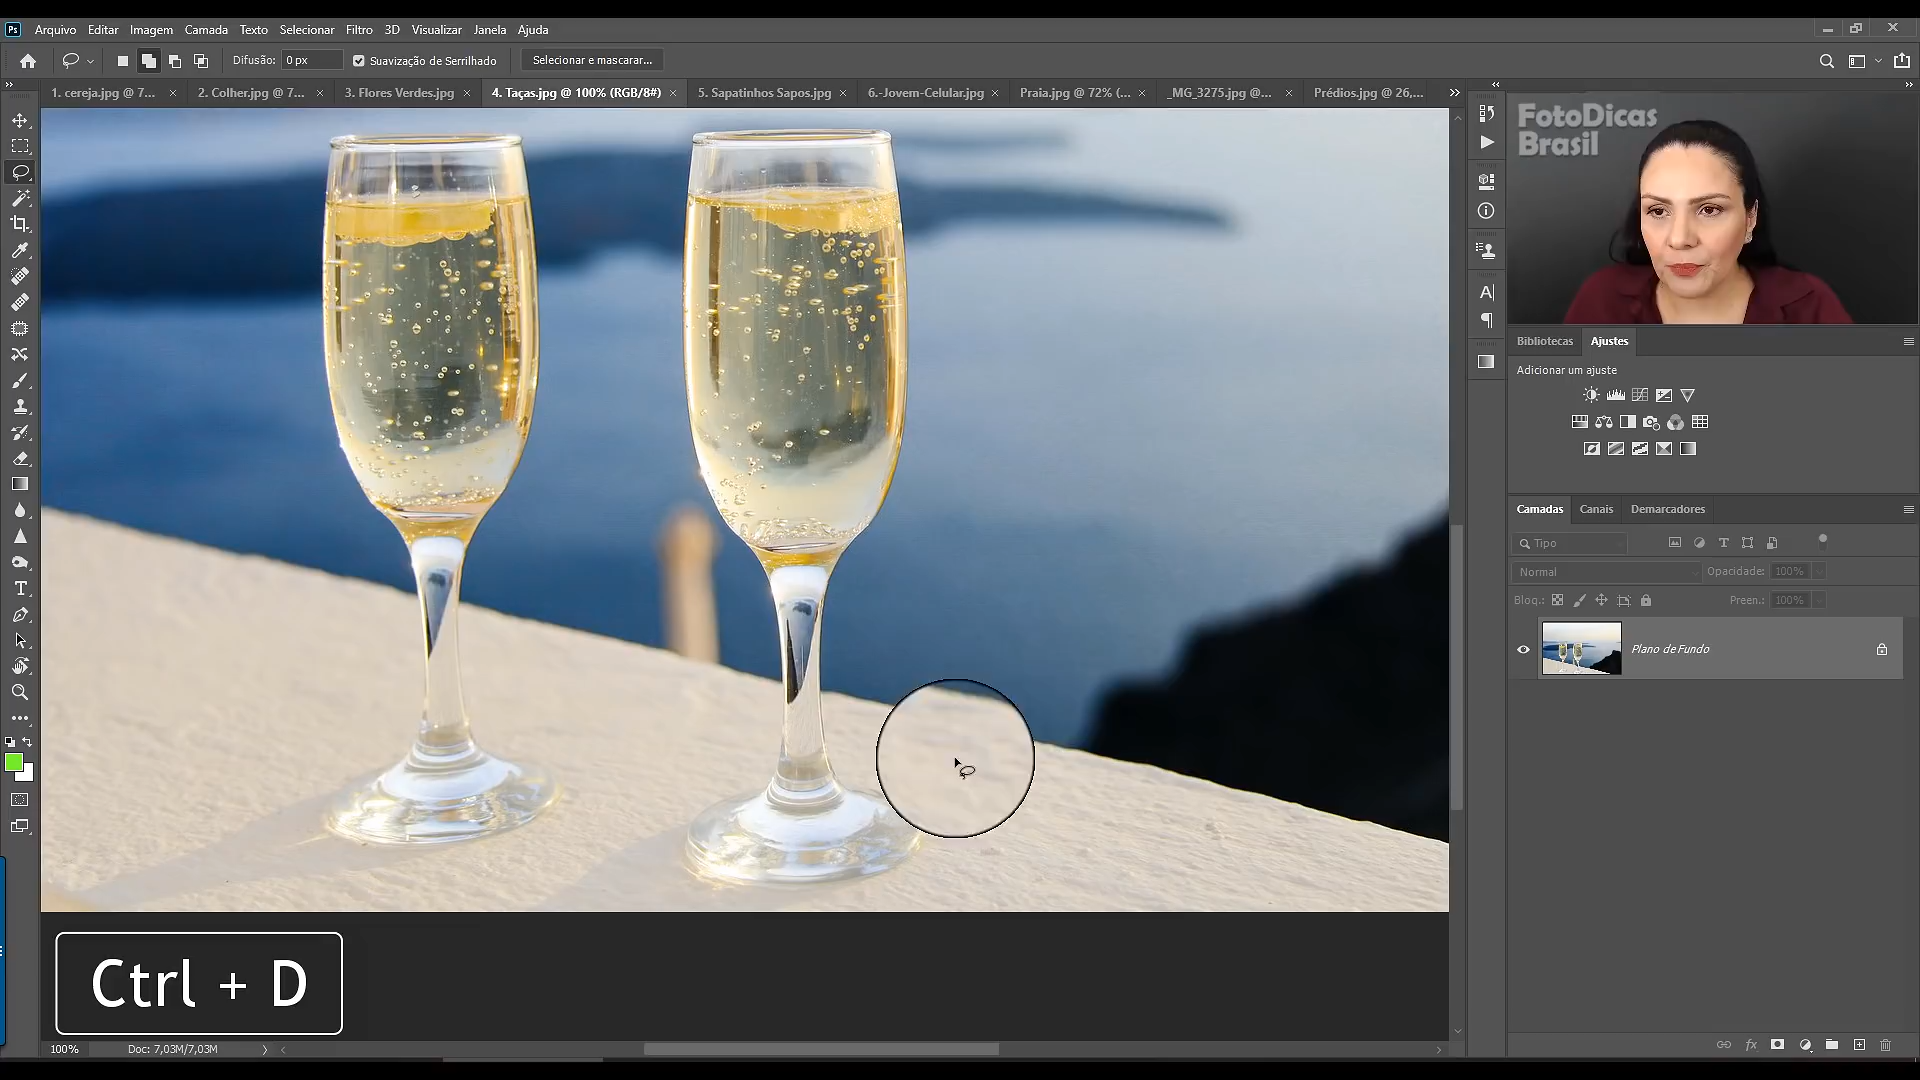 Ps Arquivo Editar Imagem Camada Texto Selecionar Filtro 3D Visualizar Janela Ajuda
Difusão: 0 px Suavização de Serrilhado Selecionar e mascarar...
1. cereja.jpg @ 7... 2. Colher.jpg @ 7... 3. Flores Verdes.jpg 4. Taças.jpg @ 100% (RGB/8#) 5. Sapatinhos Sapos.jpg 6.-Jovem-Celular.jpg Praia.jpg @ 72% (... _MG_3275.jpg @... Prédios.jpg @ 26,...
FotoDicas
Brasil
Bibliotecas Ajustes
Adicionar um ajuste
Camadas Canais Demarcadores
Tipo
Normal Opacidade: 100%
Bloq.: Preen.: 100%
Plano de Fundo
Ctrl + D
100% Doc: 7,03M/7,03M